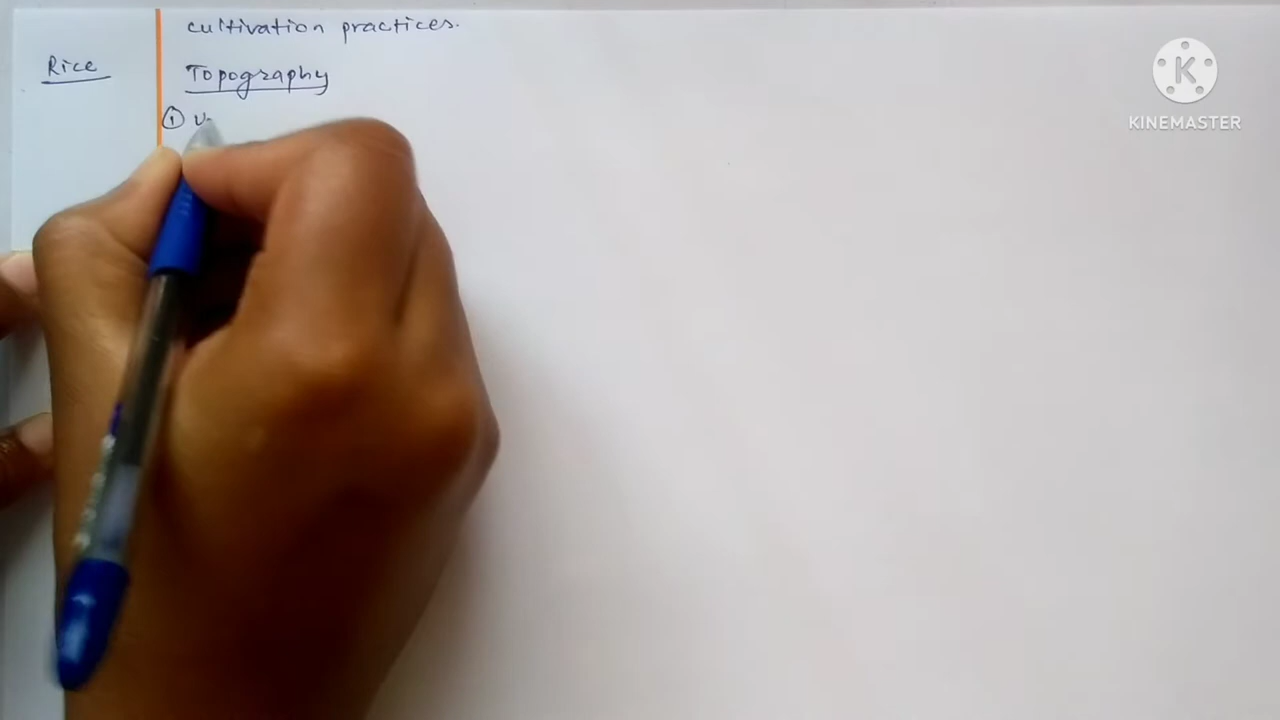 cultivation practices.
Rice
Topography
①
K
KINEMASTER